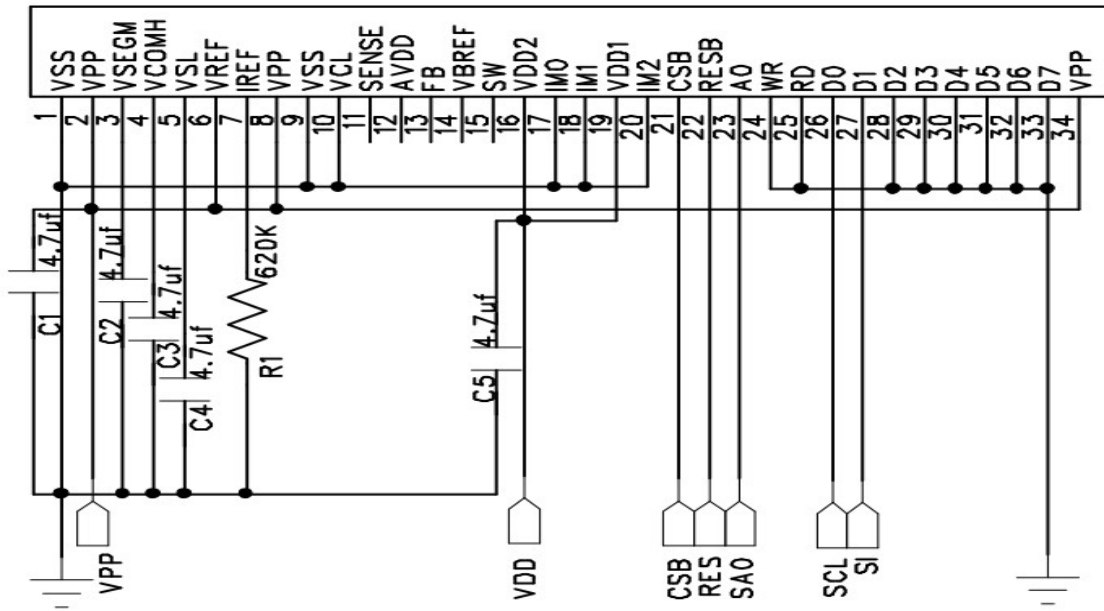 VSS
VPP
VSEGM
VCOMH
VSL
VREF
IREF
VPP
VSS
VCL
SENSE
AVDD
FB
VBREF
SW
VDD2
IM0
IM1
VDD1
IM2
CSB
RESB
A0
WR
RD
D0
D1
D2
D3
D4
D5
D6
D7
VPP
1
2
3
4
5
6
7
8
9
10
11
12
13
14
15
16
17
18
19
20
21
22
23
24
25
26
27
28
29
30
31
32
33
34
4.7uf
C1
4.7uf
C2
4.7uf
C3
4.7uf
C4
620K
R1
4.7uf
C5
VPP
VDD
CSB
RES
SA0
SCL
SI